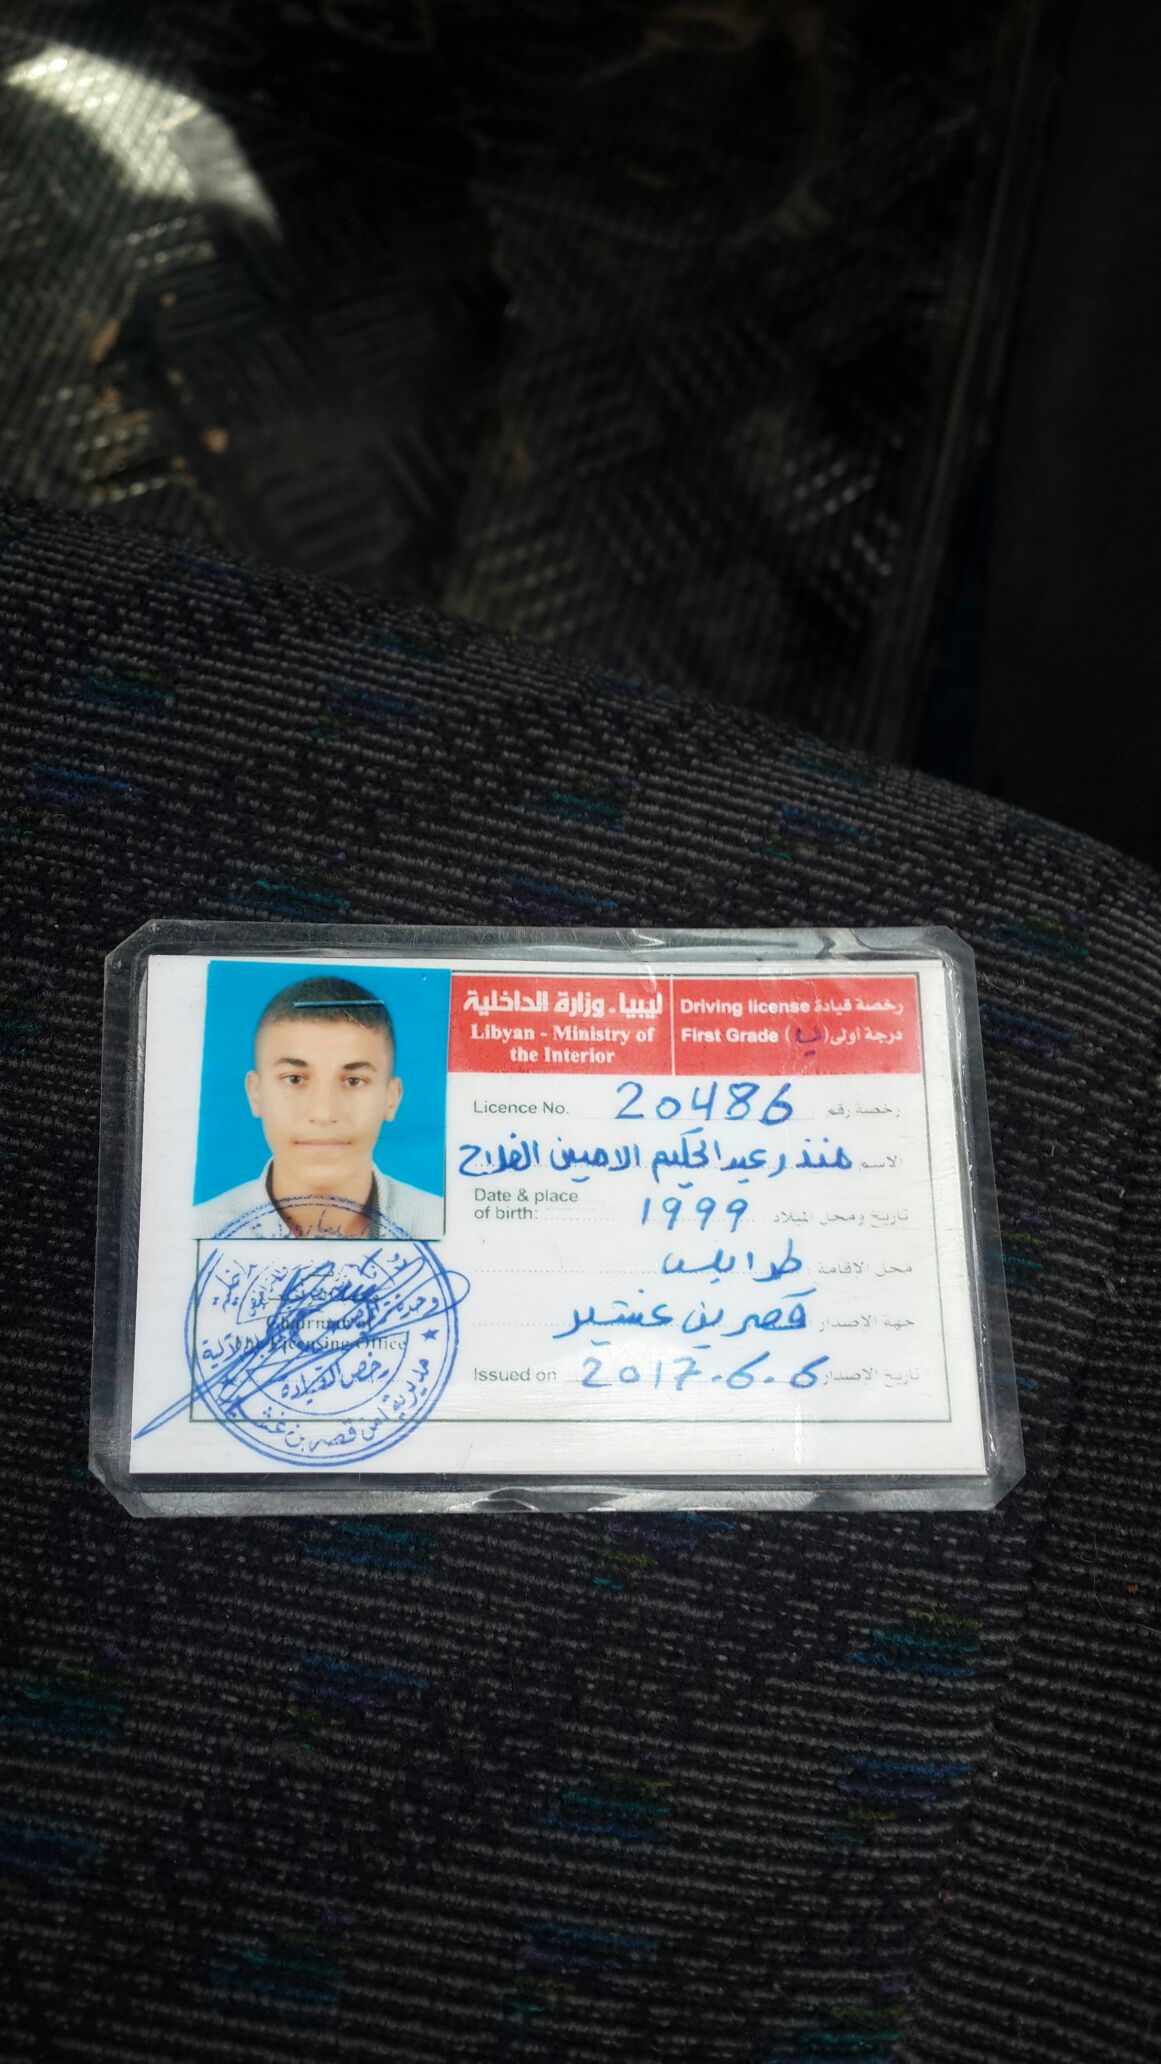 ليبيا - وزارة الداخلية
Libyan - Ministry of
the Interior
رخصة قيادة Driving license
درجة أولى ( ) First Grade
Licence No. 20486 رخصة رقم
الاسم منذر عبدالحكيم الامين الفلاح
Date & place
of birth: 1999 تاريخ ومحل الميلاد
محل الإقامة طرابلس
جهة الإصدار قصر بن غشير
Issued on 2017.6.6 تاريخ الإصدار
Chairman of
the Licensing Office
رخص القيادة
مديرية امن قصر بن غشير